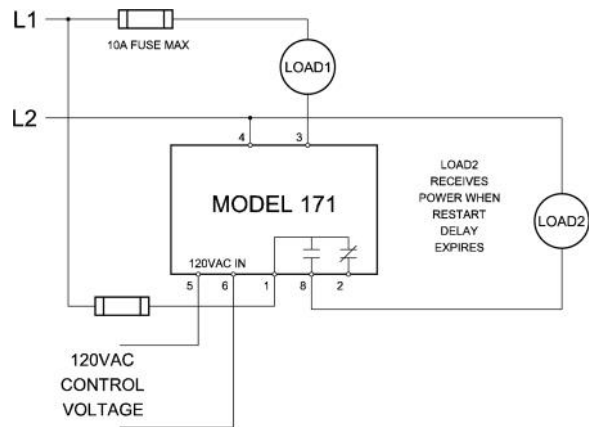 L1
10A FUSE MAX
LOAD1
L2
4
3
MODEL 171
LOAD2
RECEIVES
POWER WHEN
RESTART
DELAY
EXPIRES
LOAD2
120VAC IN
5
6
1
8
2
120VAC
CONTROL
VOLTAGE